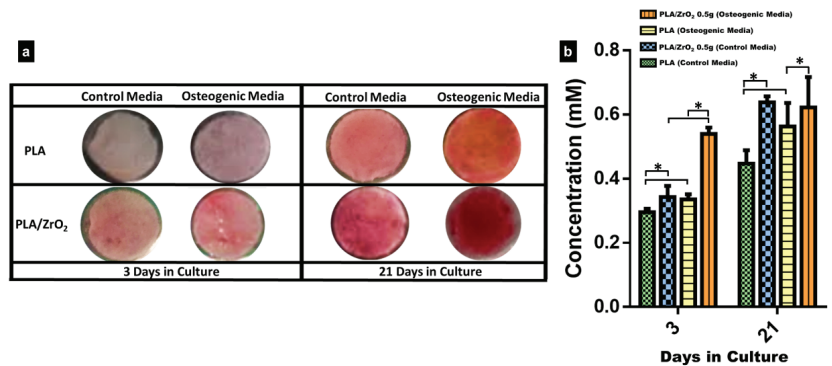 a
Control Media Osteogenic Media Control Media Osteogenic Media
PLA
PLA/ZrO₂
3 Days in Culture 21 Days in Culture
b
PLA/ZrO₂ 0.5g (Osteogenic Media)
PLA (Osteogenic Media)
PLA/ZrO₂ 0.5g (Control Media)
PLA (Control Media)
Concentration (mM)
0.8
0.6
0.4
0.2
0.0
* * *
* *
3 21
Days in Culture